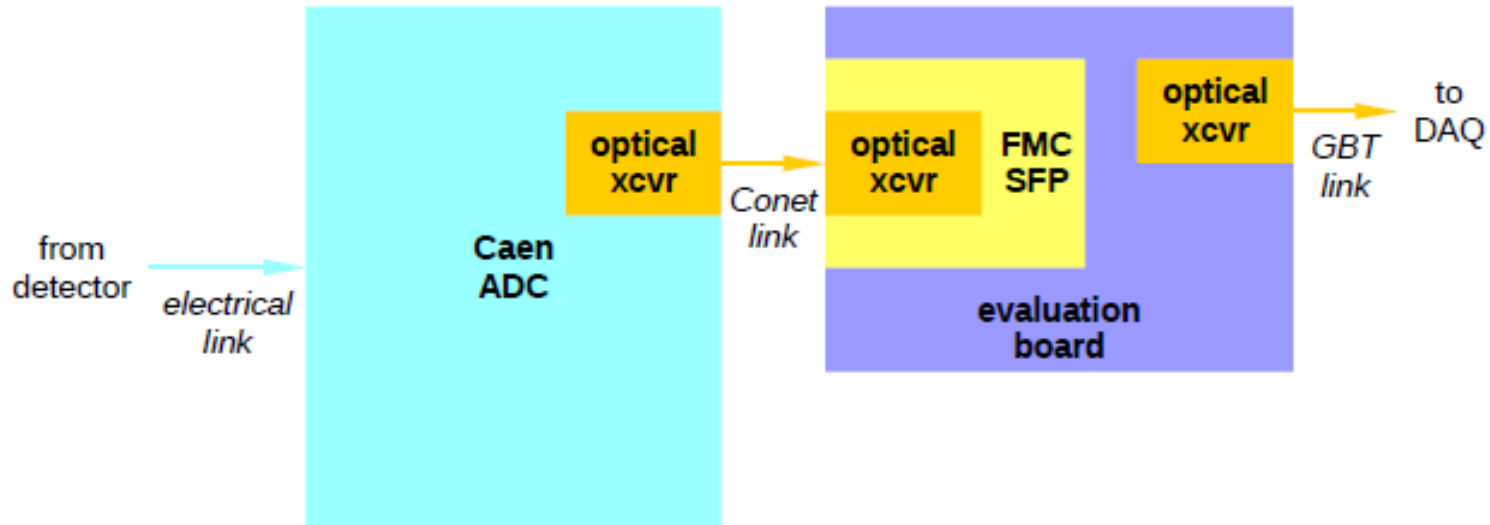 from
detector
electrical
link
Caen
ADC
optical
xcvr
Conet
link
optical
xcvr
FMC
SFP
evaluation
board
optical
xcvr
GBT
link
to
DAQ